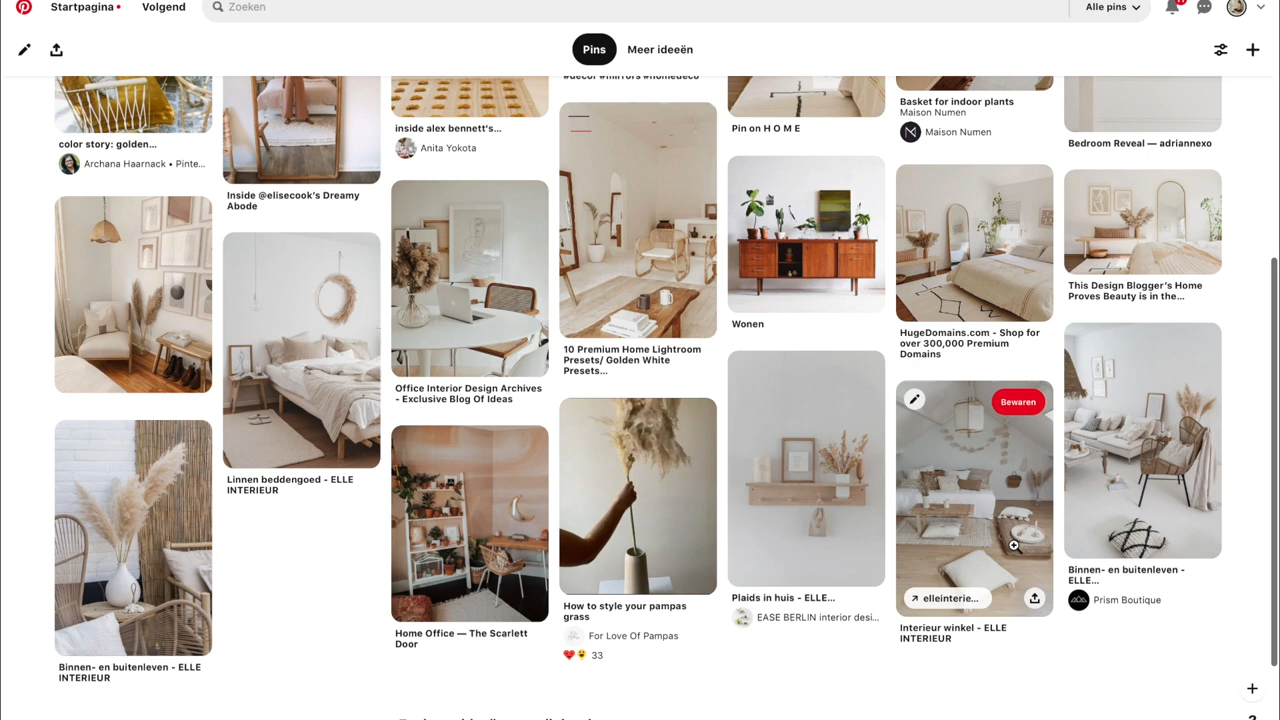 Startpagina
Volgend
Zoeken
Alle pins
Pins
Meer ideeën
color story: golden...
Archana Haarnack • Pinte...
Binnen- en buitenleven - ELLE
INTERIEUR
Inside @elisecook's Dreamy
Abode
Linnen beddengoed - ELLE
INTERIEUR
inside alex bennett's...
Anita Yokota
Office Interior Design Archives
- Exclusive Blog Of Ideas
Home Office — The Scarlett
Door
#decor #mirrors #homedeco
10 Premium Home Lightroom
Presets/ Golden White
Presets...
How to style your pampas
grass
For Love Of Pampas
33
Pin on H O M E
Wonen
Plaids in huis - ELLE...
EASE BERLIN interior desi...
Basket for indoor plants
Maison Numen
Maison Numen
HugeDomains.com - Shop for
over 300,000 Premium
Domains
Bewaren
elleinterie...
Interieur winkel - ELLE
INTERIEUR
Bedroom Reveal — adriannexo
This Design Blogger's Home
Proves Beauty is in the...
Binnen- en buitenleven -
ELLE...
Prism Boutique